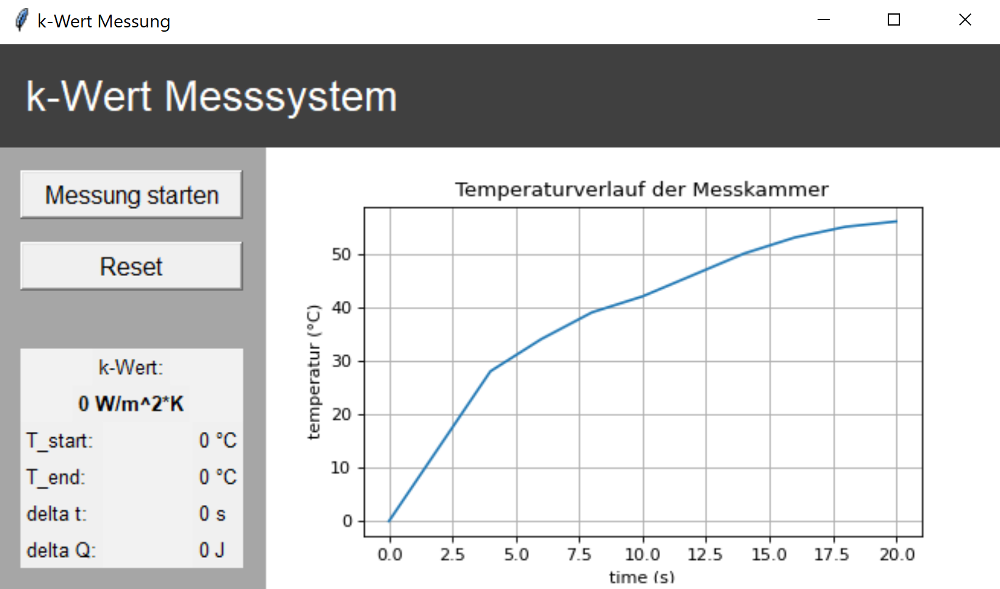 k-Wert Messung
k-Wert Messsystem
Messung starten
Reset
k-Wert:
0 W/m^2*K
T_start: 0 °C
T_end: 0 °C
delta t: 0 s
delta Q: 0 J
Temperaturverlauf der Messkammer
temperatur (°C)
50
40
30
20
10
0
0.0 2.5 5.0 7.5 10.0 12.5 15.0 17.5 20.0
time (s)